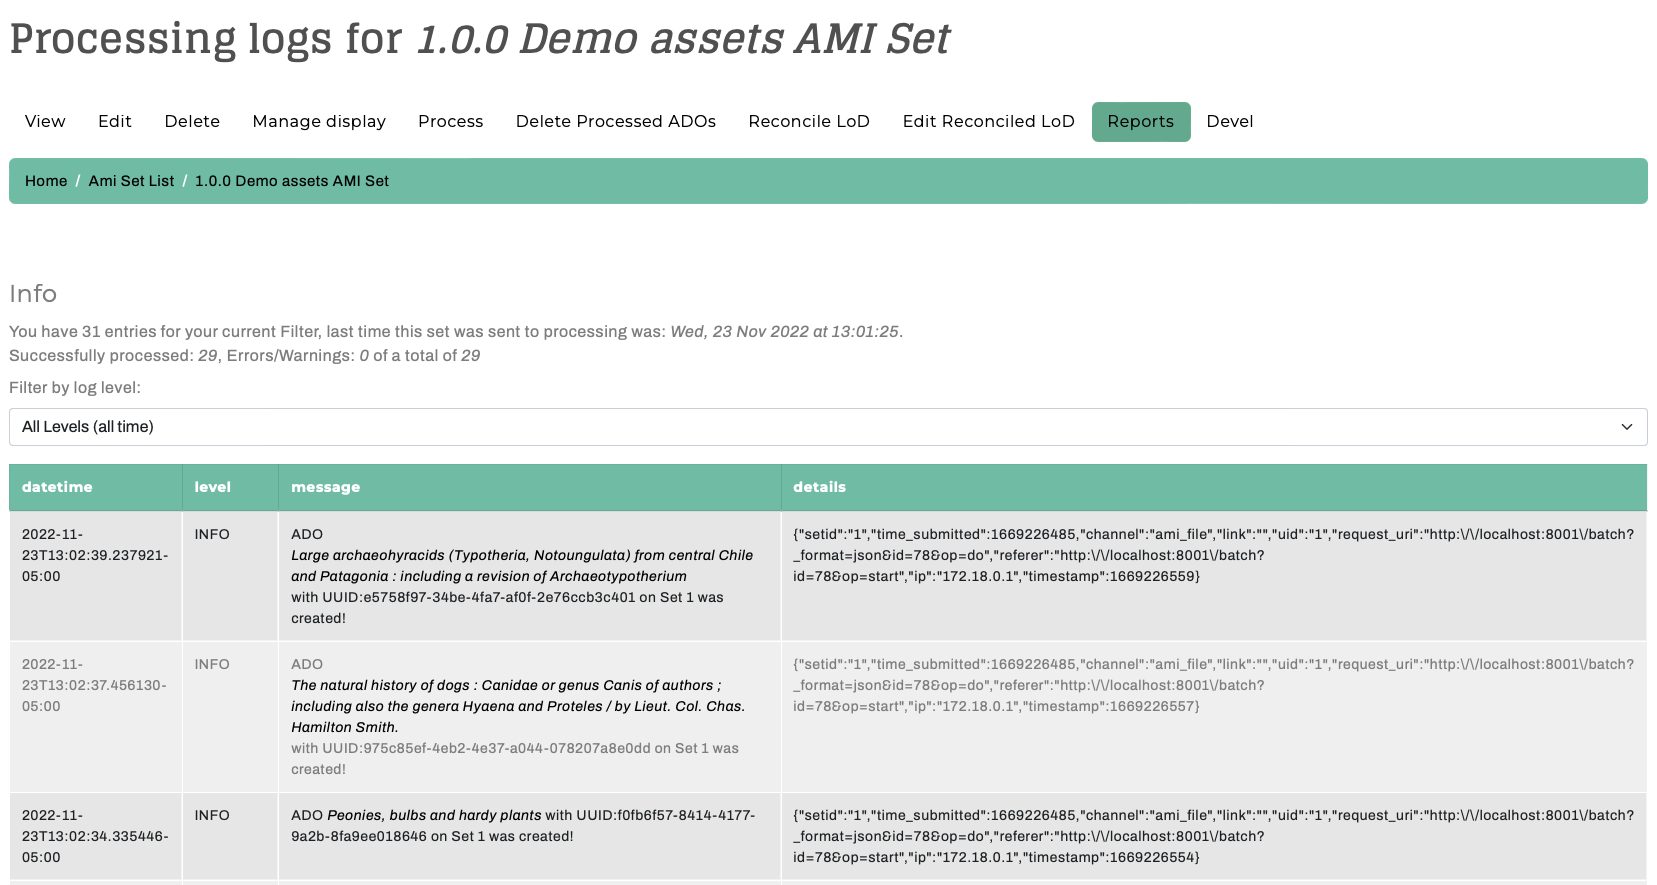 Processing logs for 1.0.0 Demo assets AMI Set
View Edit Delete Manage display Process Delete Processed ADOs Reconcile LoD Edit Reconciled LoD Reports Devel
Home / Ami Set List / 1.0.0 Demo assets AMI Set
Info
You have 31 entries for your current Filter, last time this set was sent to processing was: Wed, 23 Nov 2022 at 13:01:25.
Successfully processed: 29, Errors/Warnings: 0 of a total of 29
Filter by log level:
All Levels (all time)
datetime level message details
2022-11-
23T13:02:39.237921-
05:00
INFO
ADO
Large archaeohyracids (Typotheria, Notoungulata) from central Chile
and Patagonia : including a revision of Archaeotypotherium
with UUID:e5758f97-34be-4fa7-af0f-2e76ccb3c401 on Set 1 was
created!
{"setid":"1","time_submitted":1669226485,"channel":"ami_file","link":"","uid":"1","request_uri":"http:\/\/localhost:8001\/batch?
_format=json&id=78&op=do","referer":"http:\/\/localhost:8001\/batch?
id=78&op=start","ip":"172.18.0.1","timestamp":1669226559}
2022-11-
23T13:02:37.456130-
05:00
INFO
ADO
The natural history of dogs : Canidae or genus Canis of authors ;
including also the genera Hyaena and Proteles / by Lieut. Col. Chas.
Hamilton Smith.
with UUID:975c85ef-4eb2-4e37-a044-078207a8e0dd on Set 1 was
created!
{"setid":"1","time_submitted":1669226485,"channel":"ami_file","link":"","uid":"1","request_uri":"http:\/\/localhost:8001\/batch?
_format=json&id=78&op=do","referer":"http:\/\/localhost:8001\/batch?
id=78&op=start","ip":"172.18.0.1","timestamp":1669226557}
2022-11-
23T13:02:34.335446-
05:00
INFO
ADO Peonies, bulbs and hardy plants with UUID:f0fb6f57-8414-4177-
9a2b-8fa9ee018646 on Set 1 was created!
{"setid":"1","time_submitted":1669226485,"channel":"ami_file","link":"","uid":"1","request_uri":"http:\/\/localhost:8001\/batch?
_format=json&id=78&op=do","referer":"http:\/\/localhost:8001\/batch?
id=78&op=start","ip":"172.18.0.1","timestamp":1669226554}